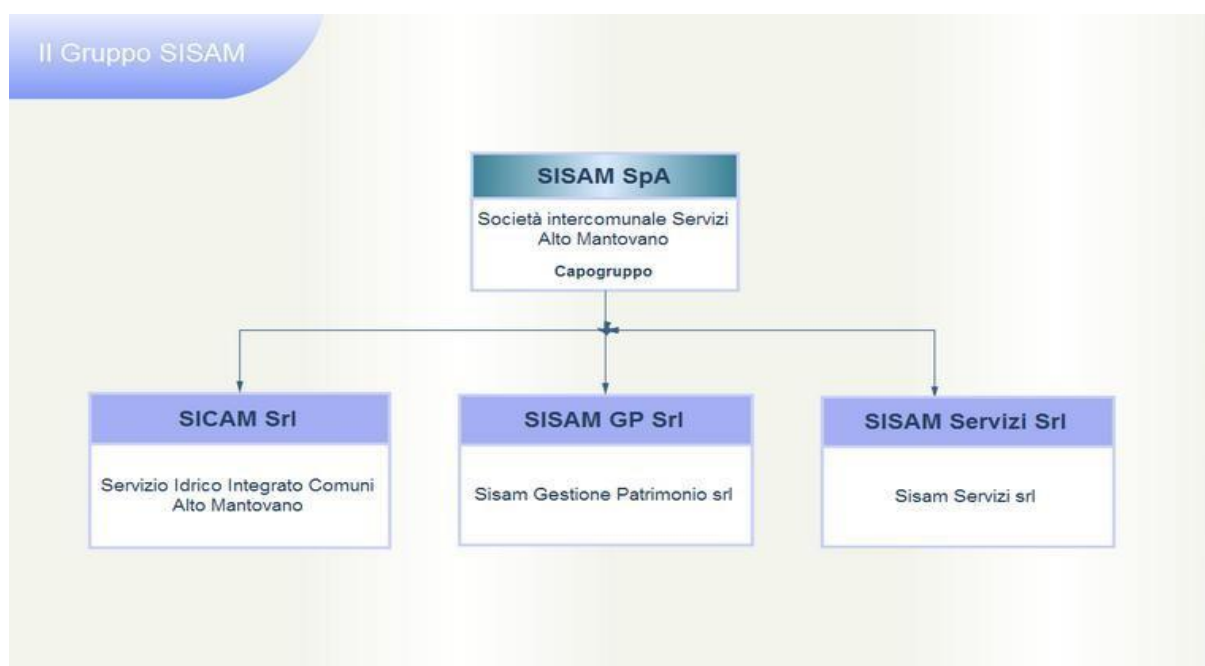 Il Gruppo SISAM
SISAM SpA
Società intercomunale Servizi
Alto Mantovano
Capogruppo
SICAM Srl
Servizio Idrico Integrato Comuni
Alto Mantovano
SISAM GP Srl
Sisam Gestione Patrimonio srl
SISAM Servizi Srl
Sisam Servizi srl